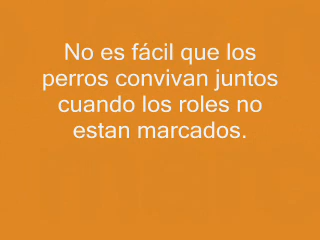 No es fácil que los
perros convivan juntos
cuando los roles no
estan marcados.